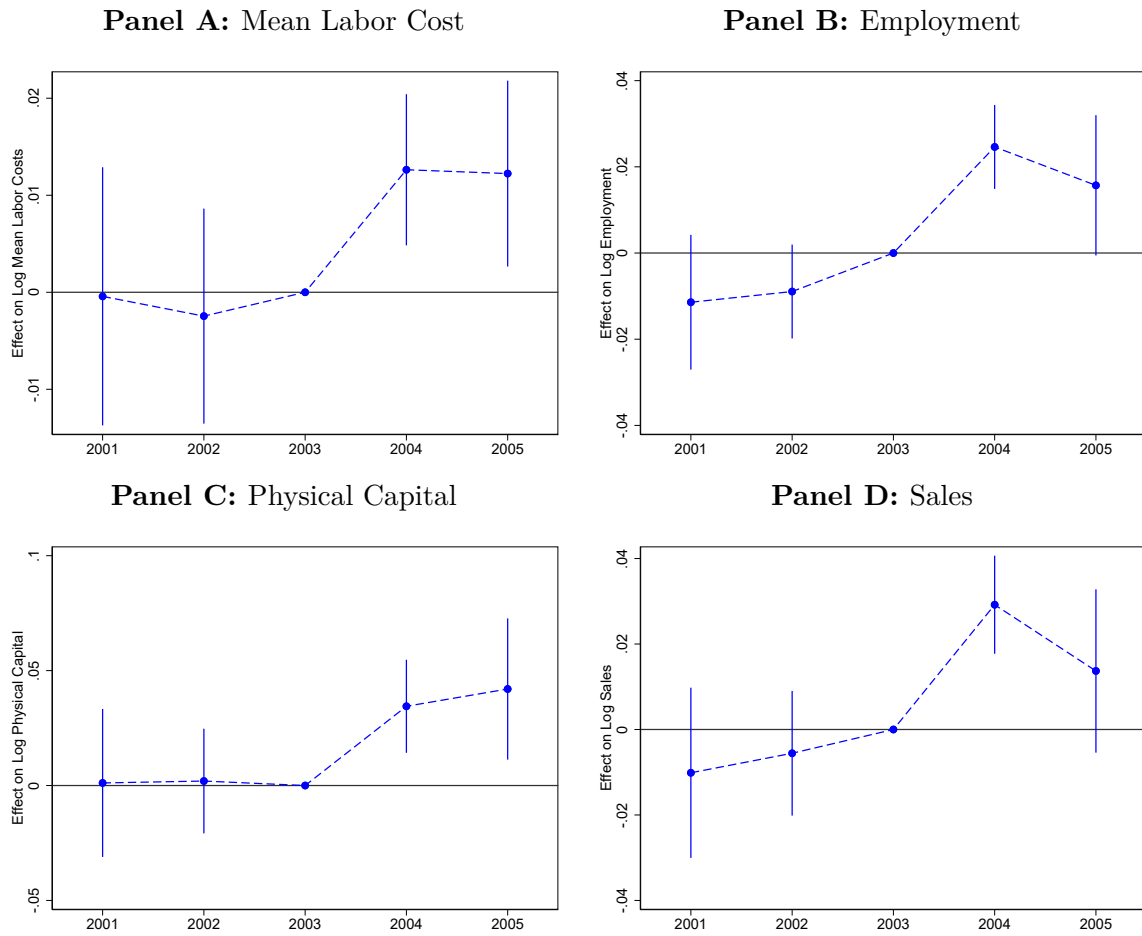 Panel A: Mean Labor Cost
Effect on Log Mean Labor Costs
.02
.01
0
-.01
2001 2002 2003 2004 2005
Panel B: Employment
Effect on Log Employment
.04
.02
0
-.02
-.04
2001 2002 2003 2004 2005
Panel C: Physical Capital
Effect on Log Physical Capital
.1
.05
0
-.05
2001 2002 2003 2004 2005
Panel D: Sales
Effect on Log Sales
.04
.02
0
-.02
-.04
2001 2002 2003 2004 2005